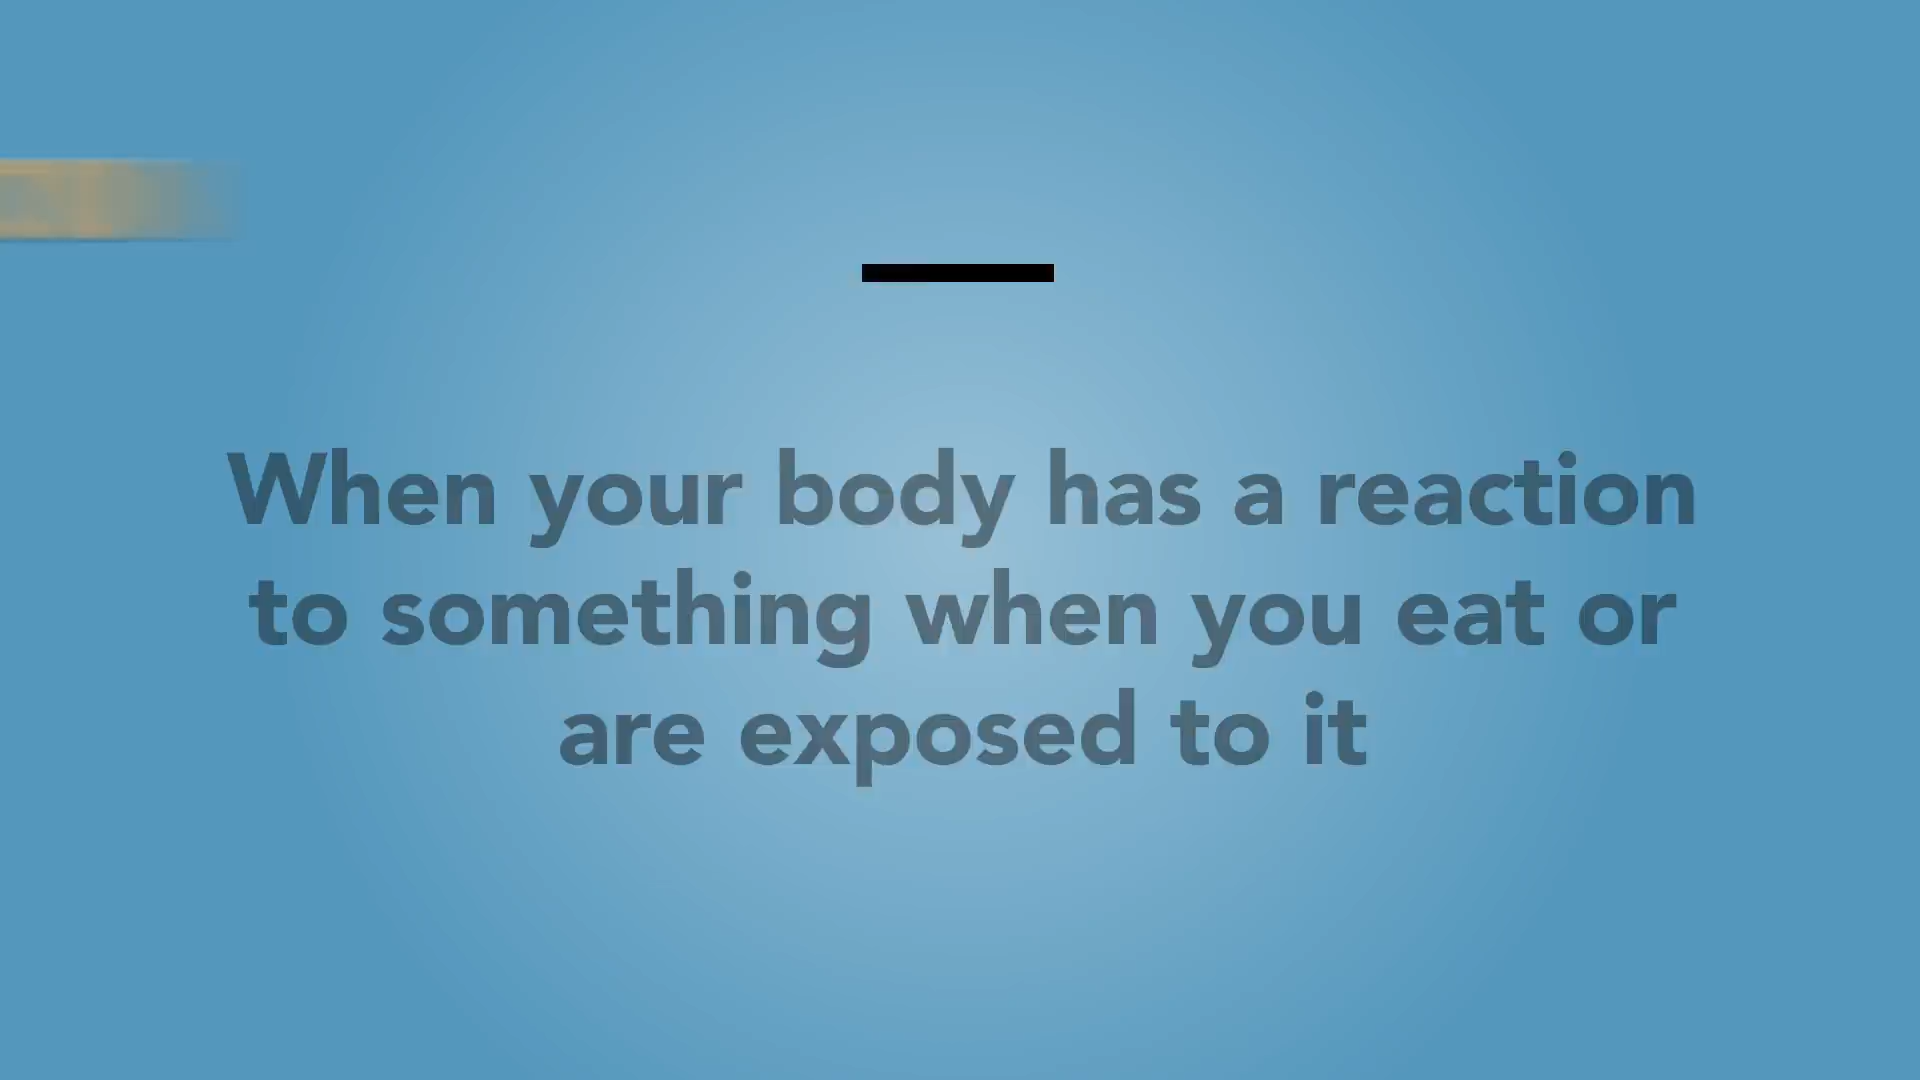 When your body has a reaction
to something when you eat or
are exposed to it